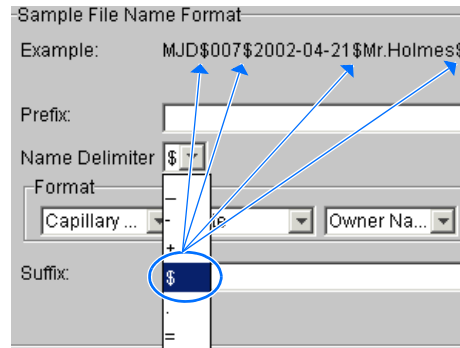 Sample File Name Format
Example: MJD$007$2002-04-21$Mr.Holmes$
Prefix:
Name Delimiter $
Format
_
Capillary ... - Owner Na...
+
Suffix: $
.
=